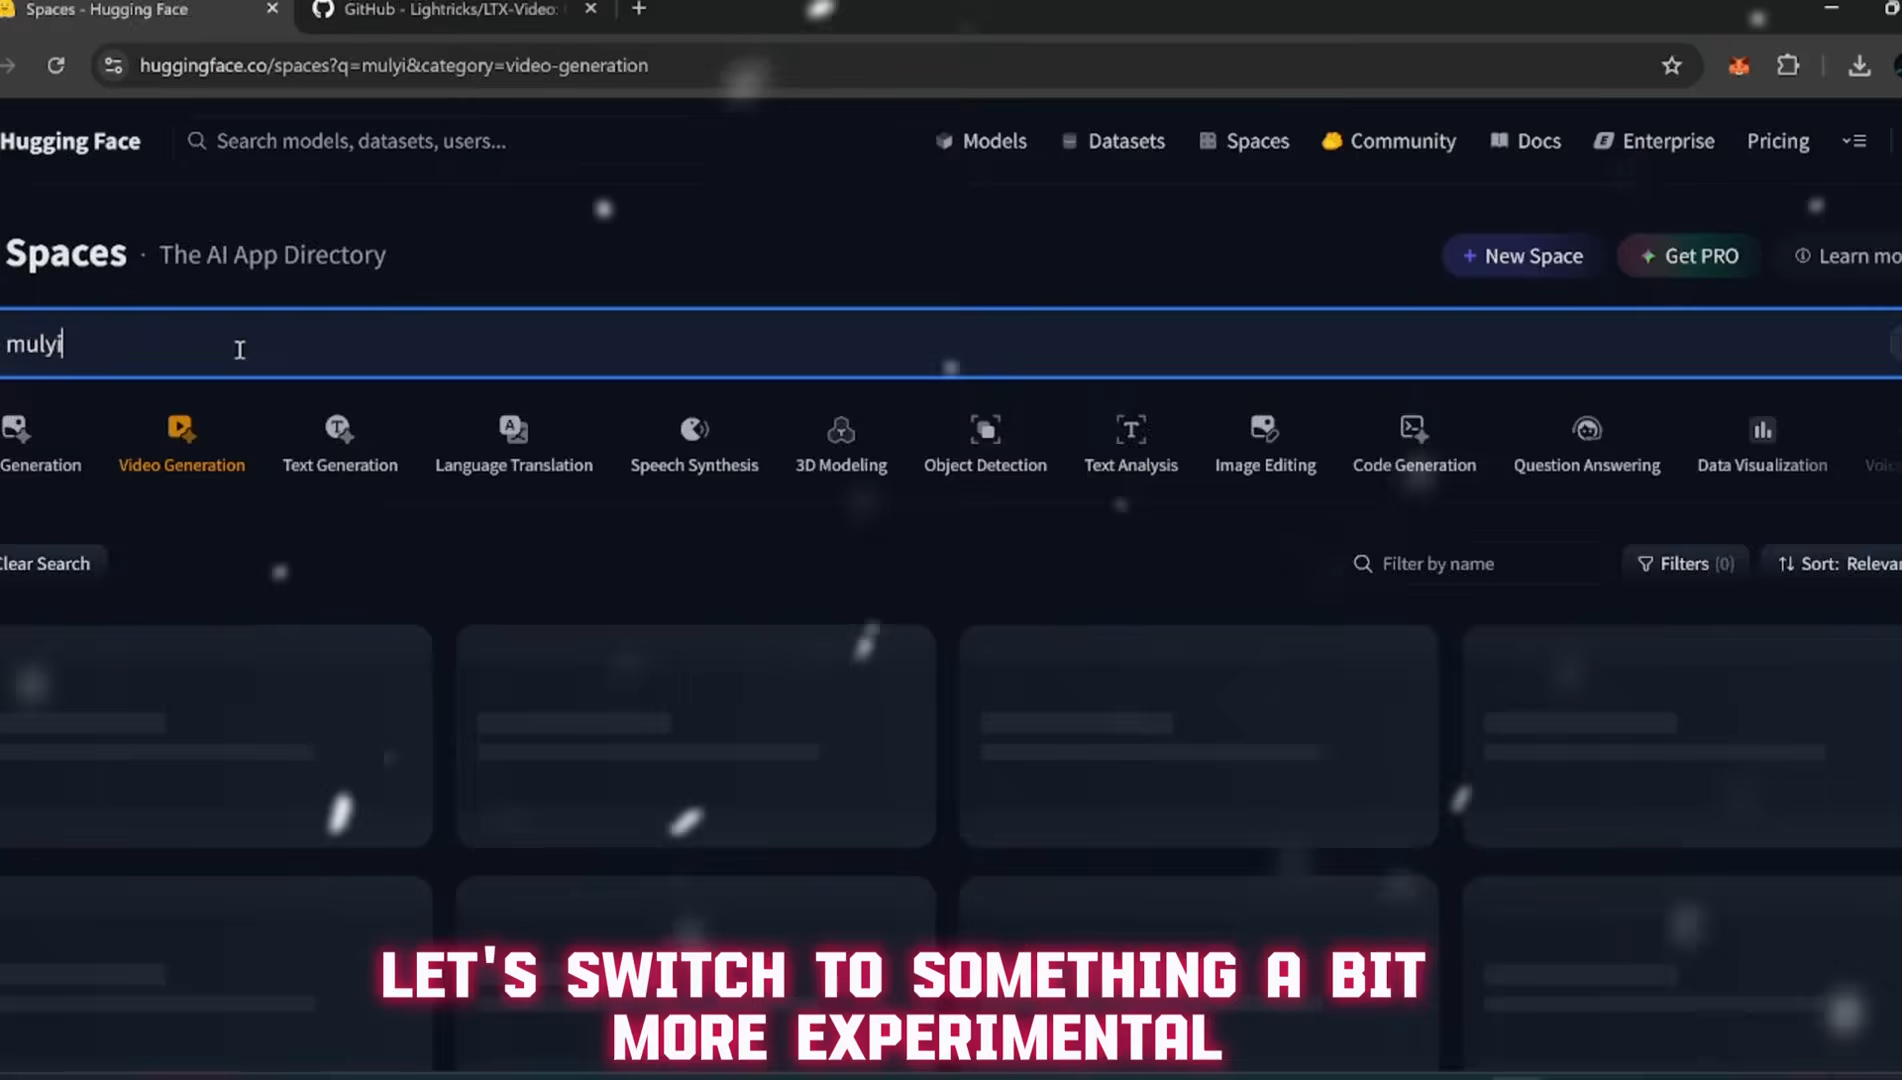 Spaces - Hugging Face
GitHub - Lightricks/LTX-Video:
huggingface.co/spaces?q=mulyi&category=video-generation
Hugging Face
Search models, datasets, users...
Models
Datasets
Spaces
Community
Docs
Enterprise
Pricing
Spaces · The AI App Directory
+ New Space
Get PRO
Learn mo
mulyi
Generation
Video Generation
Text Generation
Language Translation
Speech Synthesis
3D Modeling
Object Detection
Text Analysis
Image Editing
Code Generation
Question Answering
Data Visualization
Voic
Clear Search
Filter by name
Filters (0)
Sort: Relevan
LET'S SWITCH TO SOMETHING A BIT
MORE EXPERIMENTAL